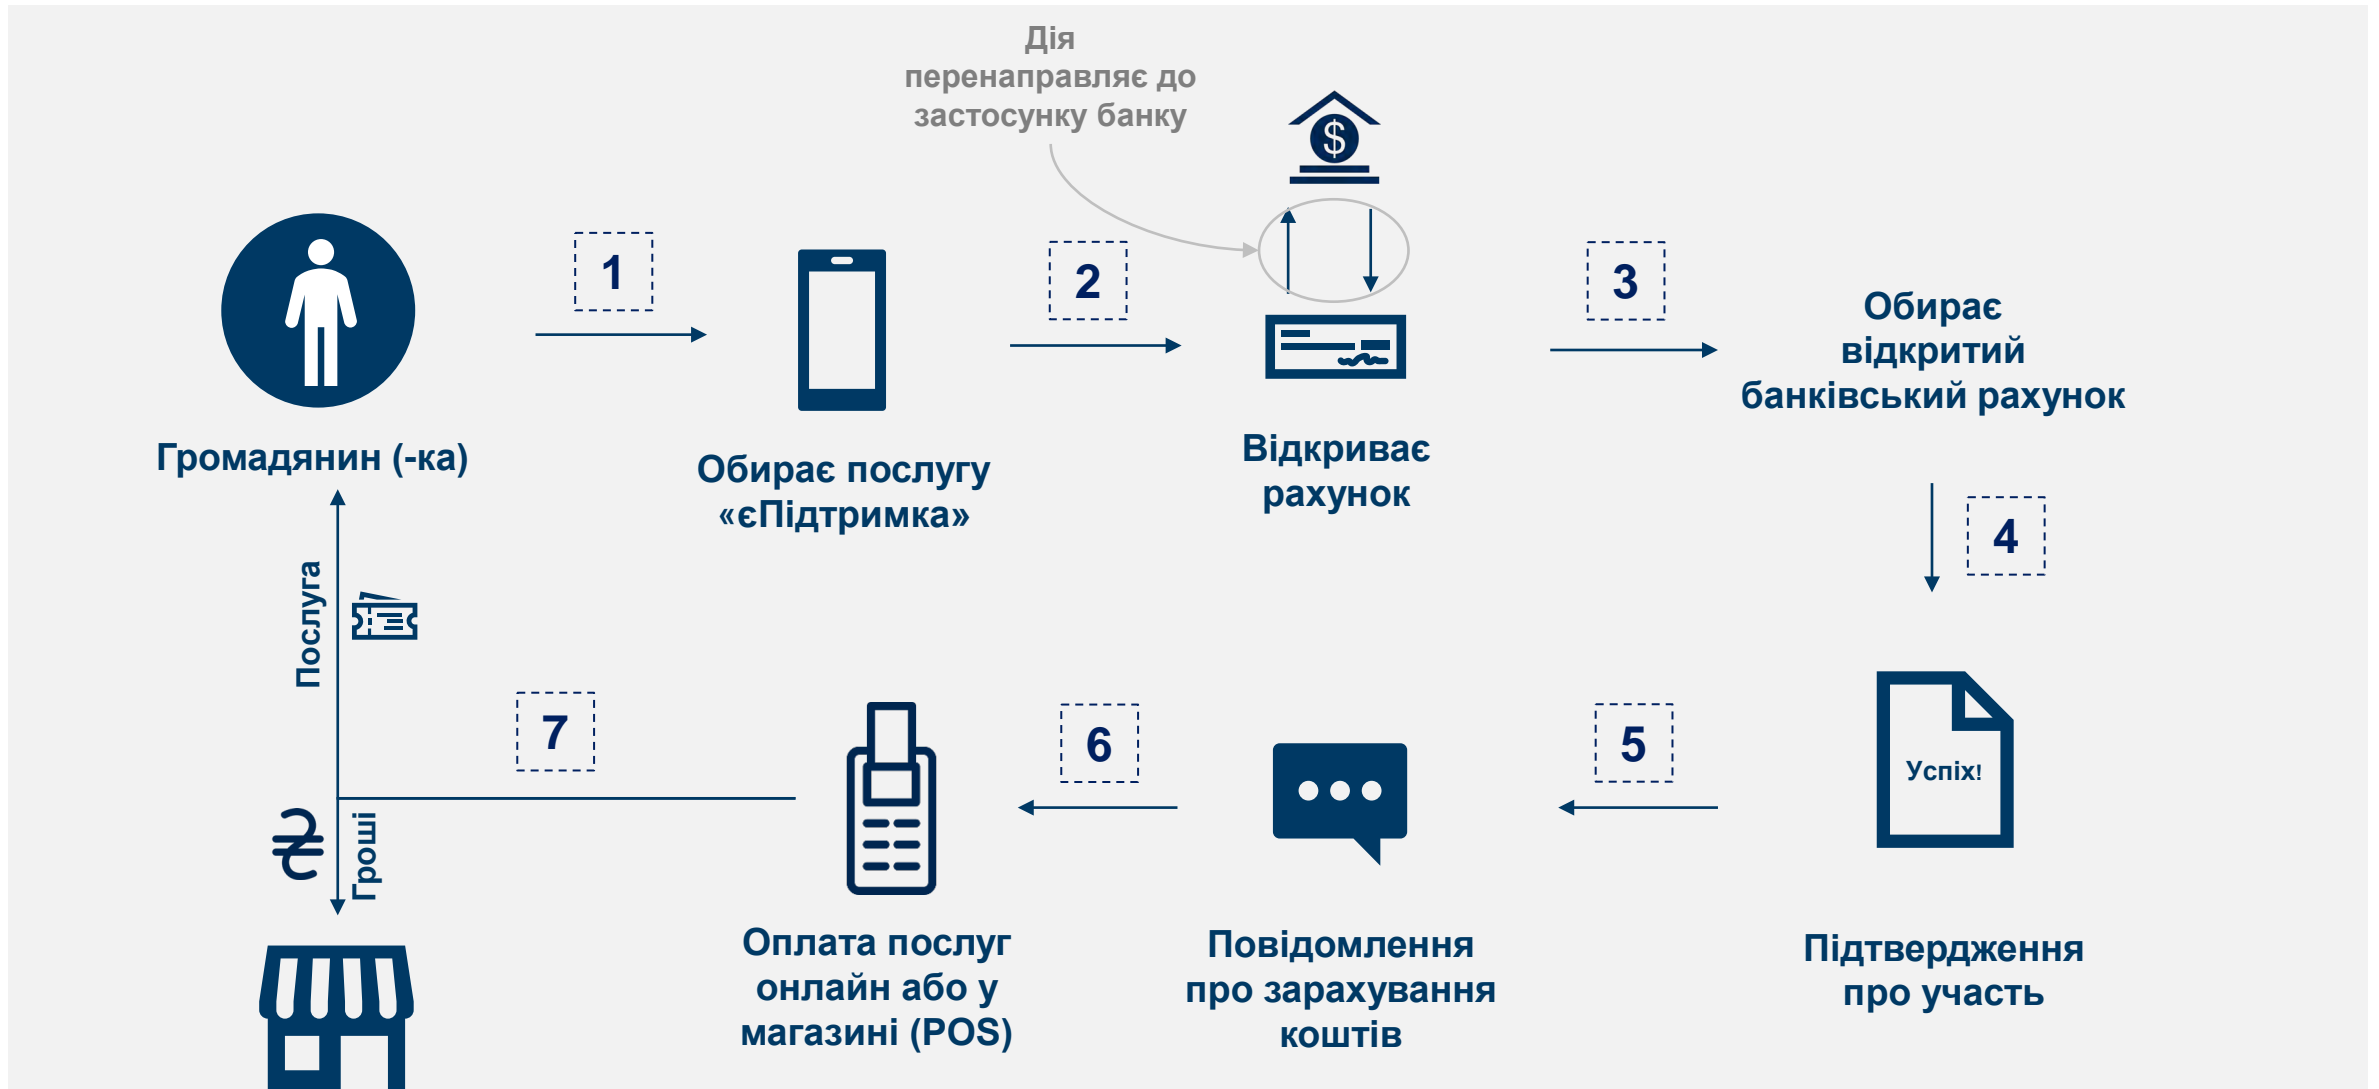 Дія
перенаправляє до
застосунку банку
$
1
2
3
Громадянин (-ка)
Обирає послугу
«єПідтримка»
Відкриває
рахунок
Обирає
відкритий
банківський рахунок
4
Успіх!
Підтвердження
про участь
5
Повідомлення
про зарахування
коштів
6
Оплата послуг
онлайн або у
магазині (POS)
7
Послуга
₴
Гроші